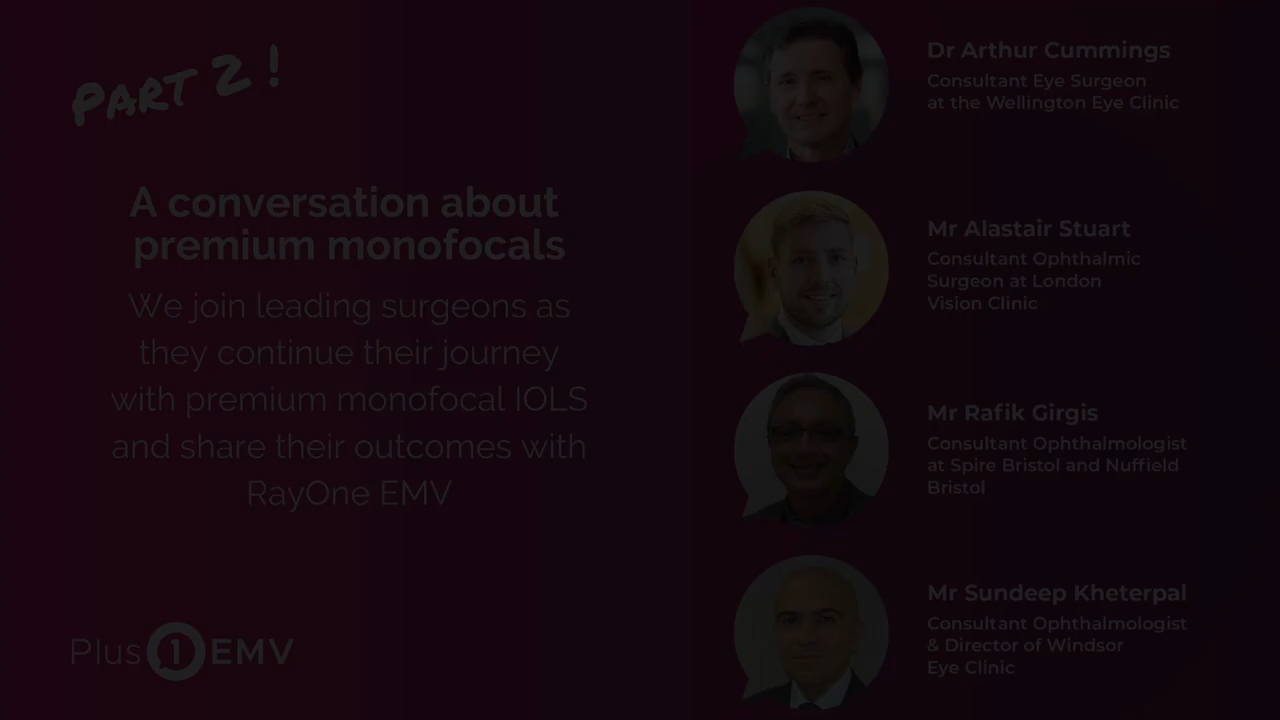 PART 2 !
A conversation about
premium monofocals
We join leading surgeons as
they continue their journey
with premium monofocal IOLS
and share their outcomes with
RayOne EMV
Plus 1 EMV
Dr Arthur Cummings
Consultant Eye Surgeon
at the Wellington Eye Clinic
Mr Alastair Stuart
Consultant Ophthalmic
Surgeon at London
Vision Clinic
Mr Rafik Girgis
Consultant Ophthalmologist
at Spire Bristol and Nuffield
Bristol
Mr Sundeep Kheterpal
Consultant Ophthalmologist
& Director of Windsor
Eye Clinic